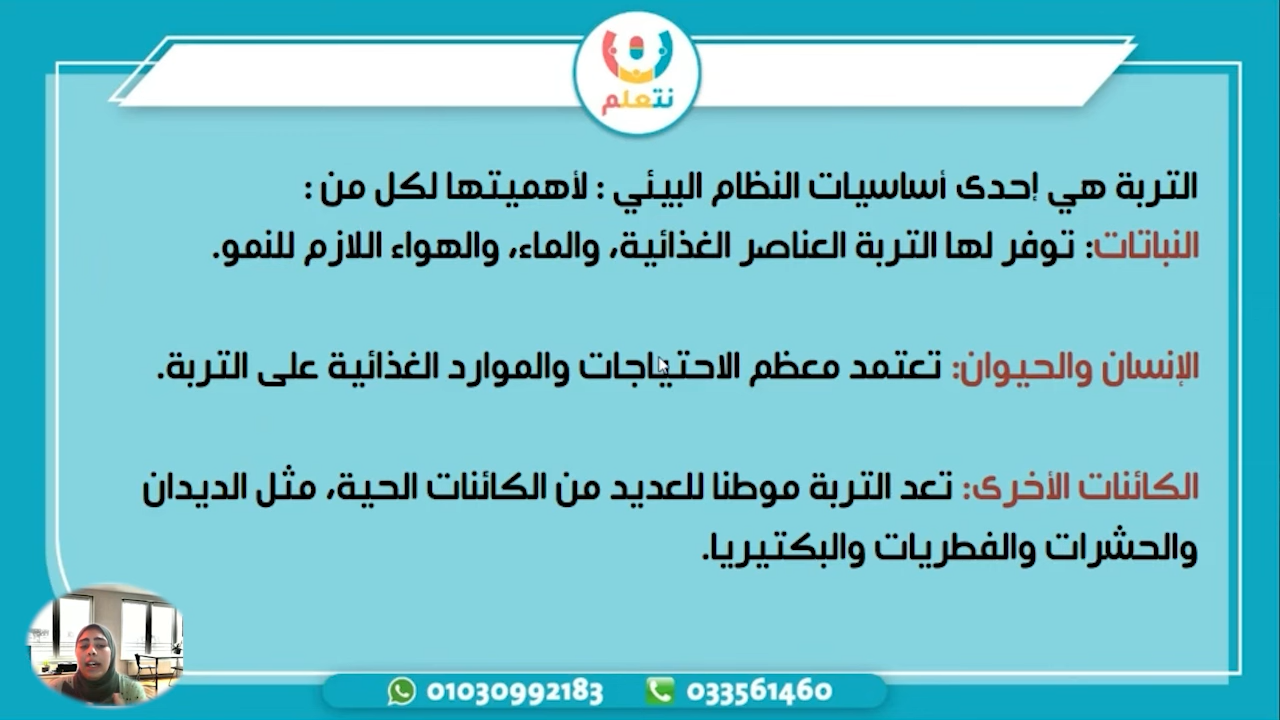 نتعلم
التربة هي إحدى أساسيات النظام البيئي : لأهميتها لكل من :
النباتات: توفر لها التربة العناصر الغذائية، والماء، والهواء اللازم للنمو.
الإنسان والحيوان: تعتمد معظم الاحتياجات والموارد الغذائية على التربة.
الكائنات الأخرى: تعد التربة موطنا للعديد من الكائنات الحية، مثل الديدان
والحشرات والفطريات والبكتيريا.
01030992183 033561460